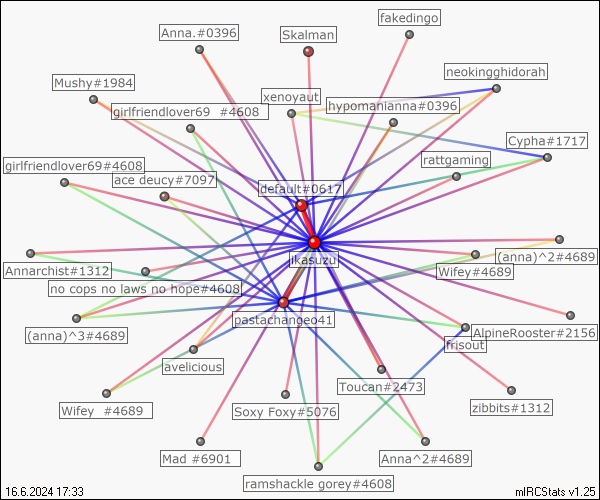 fakedingo
Anna.#0396
Skalman
neokingghidorah
Mushy#1984
xenoyaut
hypomanianna#0396
girlfriendlover69  #4608
Cypha#1717
rattgaming
girlfriendlover69#4608
ace deucy#7097
default#0617
jkasuzu
(anna)^2#4689
Annarchist#1312
Wifey#4689
no cops no laws no hope#4608
pastachangeo41
(anna)^3#4689
AlpineRooster#2156
frisout
avelicious
Toucan#2473
Wifey  #4689
Soxy Foxy#5076
zibbits#1312
Mad #6901
Anna^2#4689
ramshackle gorey#4608
16.6.2024 17:33
mIRCStats v1.25